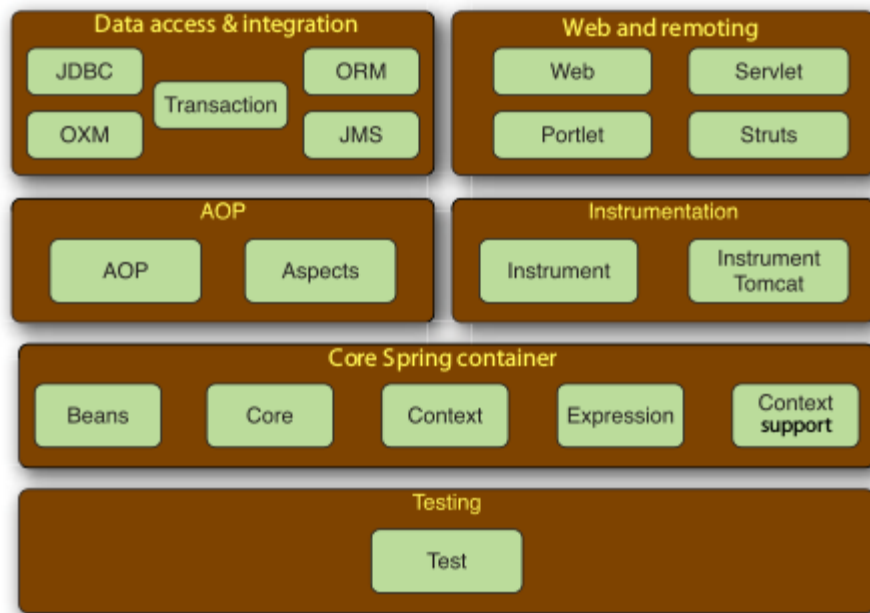 Data access & integration
JDBC
ORM
Transaction
OXM
JMS
Web and remoting
Web
Servlet
Portlet
Struts
AOP
AOP
Aspects
Instrumentation
Instrument
Instrument
Tomcat
Core Spring container
Beans
Core
Context
Expression
Context
support
Testing
Test